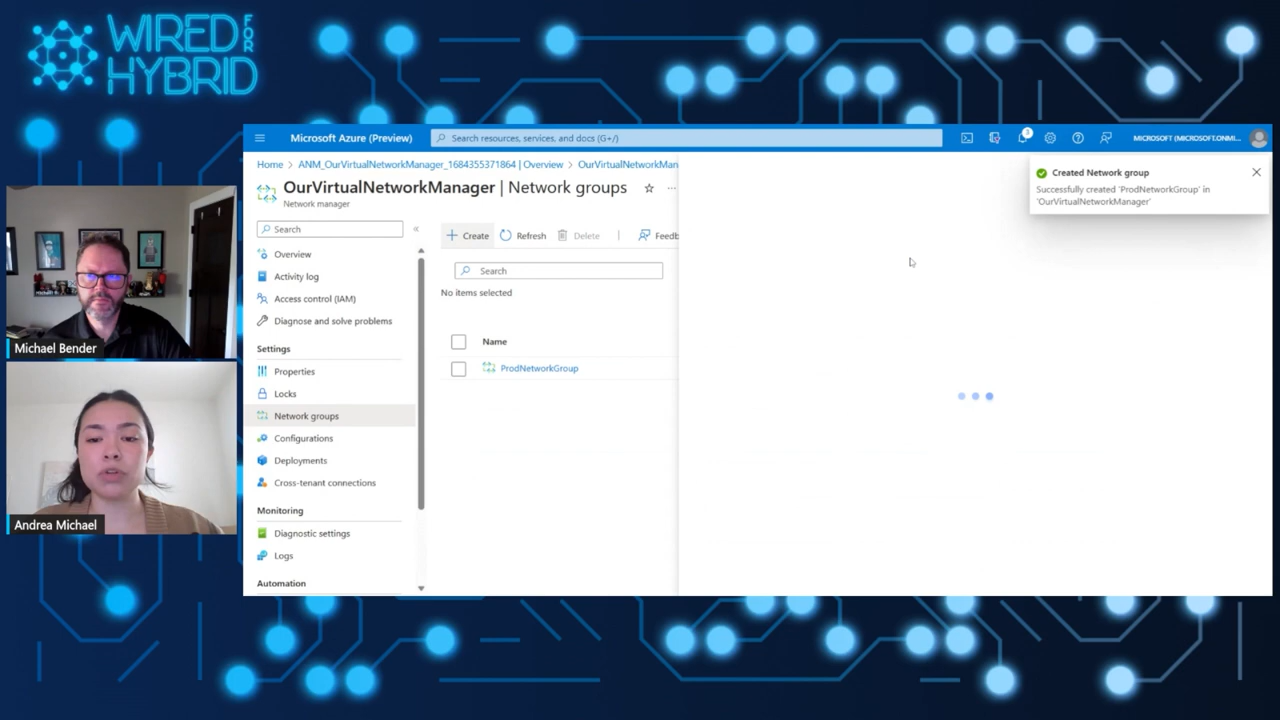 WIRED
FOR
HYBRID
Microsoft Azure (Preview)
Search resources, services, and docs (G+/)
3
MICROSOFT (MICROSOFT.ONMI...
Home > ANM_OurVirtualNetworkManager_1684355371864 | Overview > OurVirtualNetworkMan
OurVirtualNetworkManager | Network groups
Network manager
Search
Overview
Activity log
Access control (IAM)
Diagnose and solve problems
Settings
Properties
Locks
Network groups
Configurations
Deployments
Cross-tenant connections
Monitoring
Diagnostic settings
Logs
Automation
Create
Refresh
Delete
Feedb
Search
No items selected
Name
ProdNetworkGroup
Created Network group
Successfully created 'ProdNetworkGroup' in
'OurVirtualNetworkManager'
Michael Bender
Andrea Michael